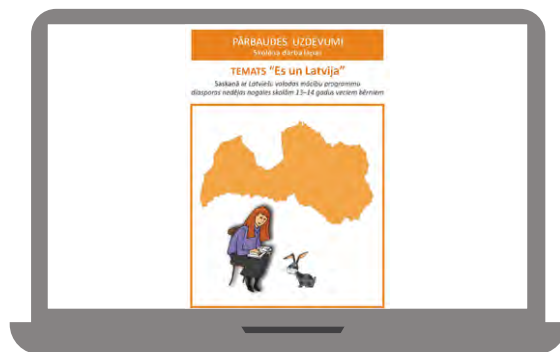 PĀRBAUDES UZDEVUMI
Skolēna darba lapas
TEMATS "Es un Latvija"
Saskaņā ar Latviešu valodas mācību programmu
diasporas nedēļas nogales skolām 13–14 gadus veciem bērniem